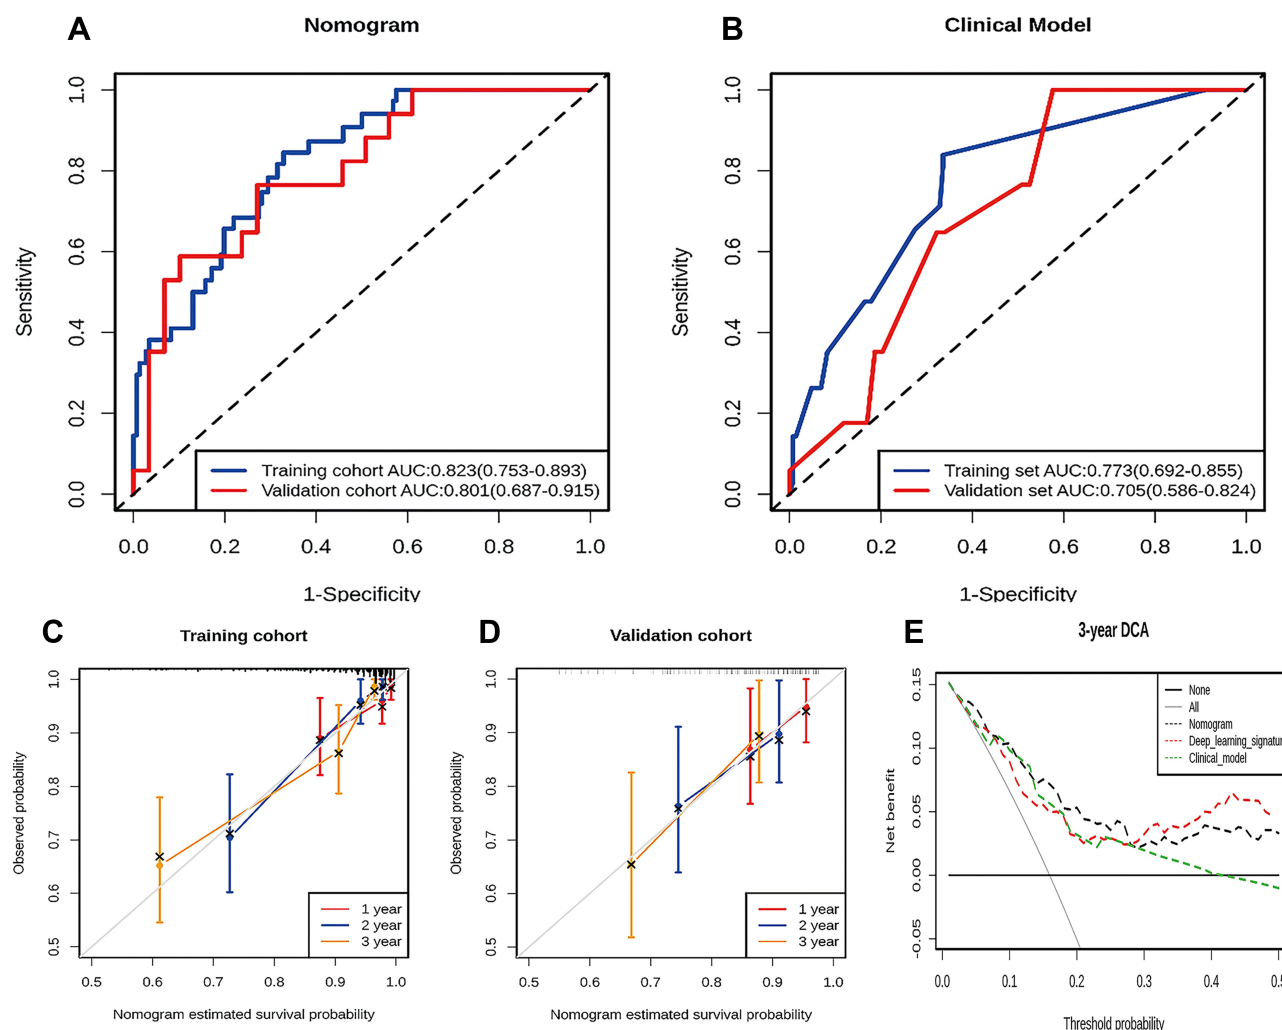 A
Nomogram
Sensitivity
0.0
0.2
0.4
0.6
0.8
1.0
Training cohort AUC:0.823(0.753-0.893)
Validation cohort AUC:0.801(0.687-0.915)
0.0 0.2 0.4 0.6 0.8 1.0
1-Specificity
B
Clinical Model
Sensitivity
0.0
0.2
0.4
0.6
0.8
1.0
Training set AUC:0.773(0.692-0.855)
Validation set AUC:0.705(0.586-0.824)
0.0 0.2 0.4 0.6 0.8 1.0
1-Specificity
C
Training cohort
Observed probability
0.5
0.6
0.7
0.8
0.9
1.0
1 year
2 year
3 year
0.5 0.6 0.7 0.8 0.9 1.0
Nomogram estimated survival probability
D
Validation cohort
Observed probability
0.5
0.6
0.7
0.8
0.9
1.0
1 year
2 year
3 year
0.5 0.6 0.7 0.8 0.9 1.0
Nomogram estimated survival probability
E
3-year DCA
Net benefit
-0.05
0.00
0.05
0.10
0.15
None
All
Nomogram
Deep_learning_signature
Clinical_model
0.0 0.1 0.2 0.3 0.4 0.5
Threshold probability